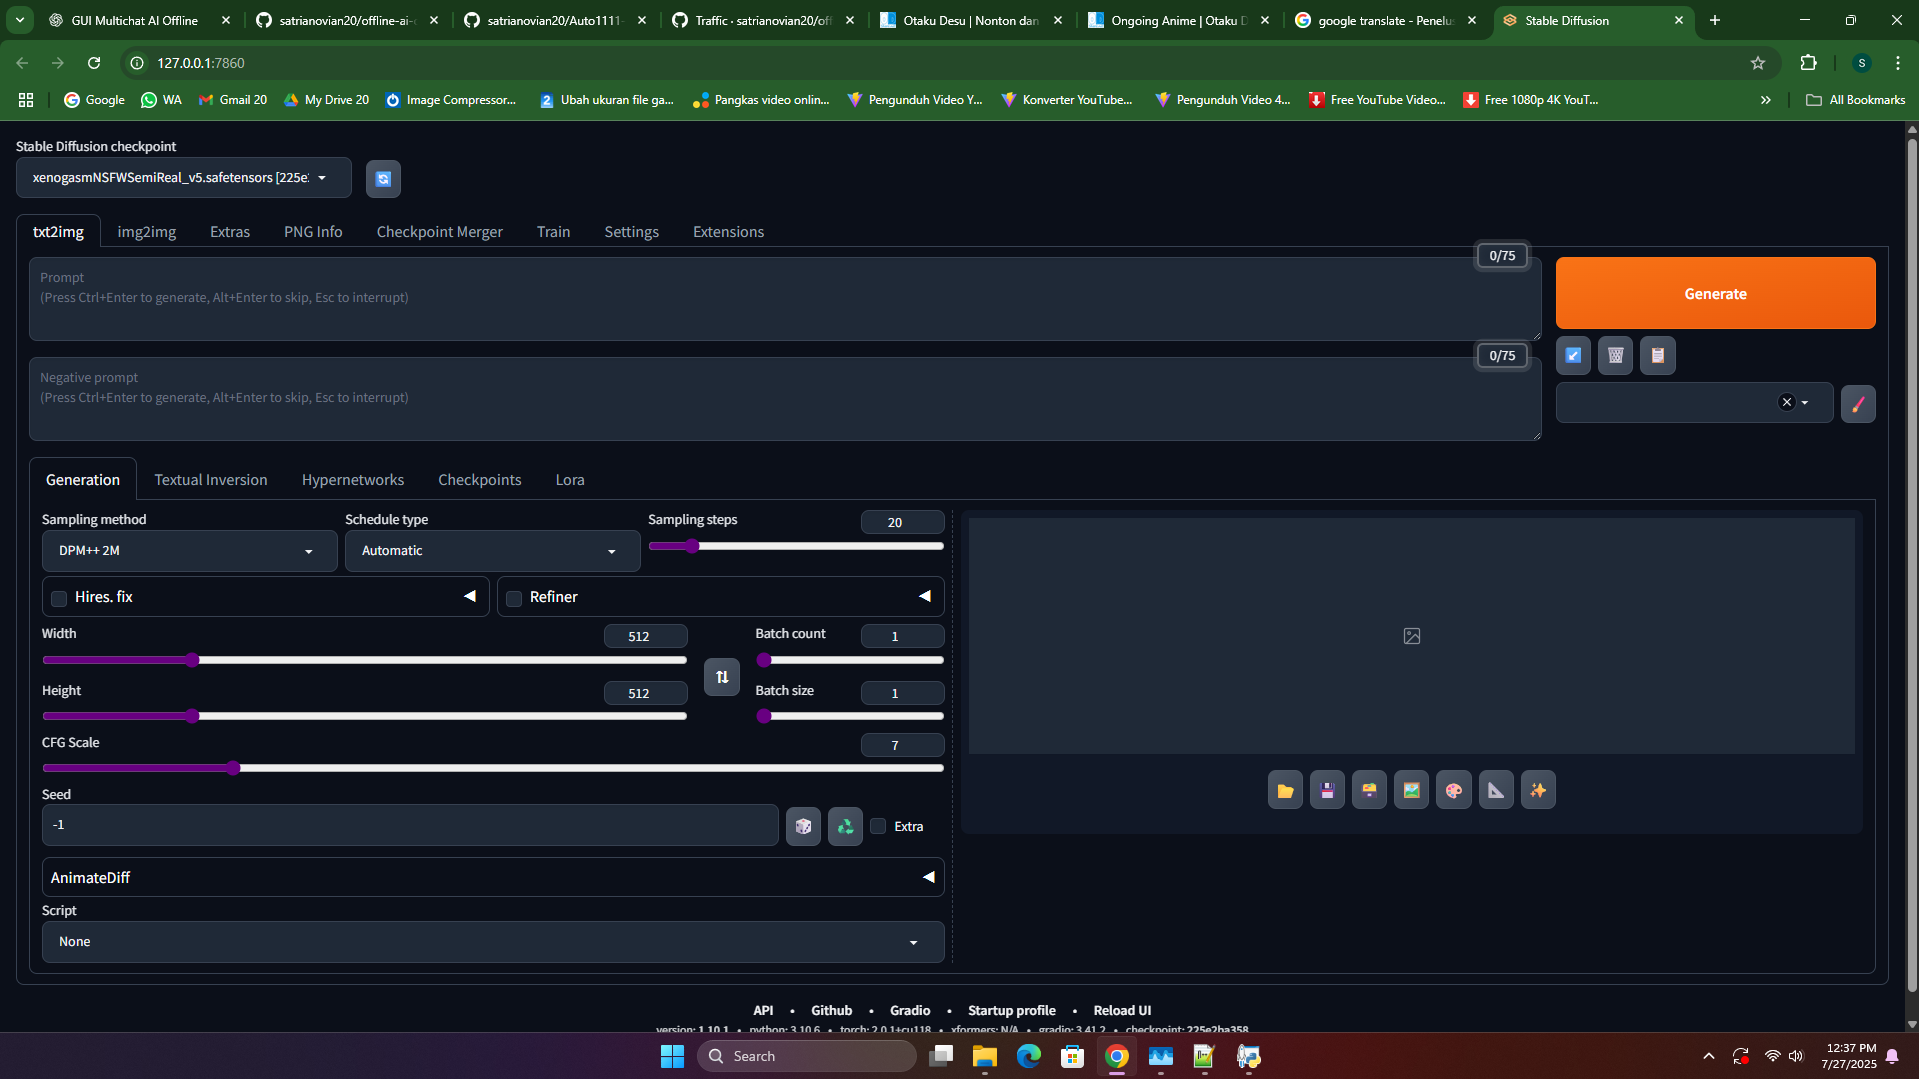 GUI Multichat AI Offline
satrianovian20/offline-ai-c
satrianovian20/Auto1111-
Traffic · satrianovian20/off
Otaku Desu | Nonton dan
Ongoing Anime | Otaku D
google translate - Penelus
Stable Diffusion
127.0.0.1:7860
S
Google
WA
Gmail 20
My Drive 20
Image Compressor...
Ubah ukuran file ga...
Pangkas video onlin...
Pengunduh Video Y...
Konverter YouTube...
Pengunduh Video 4...
Free YouTube Video...
Free 1080p 4K YouT...
All Bookmarks
Stable Diffusion checkpoint
xenogasmNSFWSemiReal_v5.safetensors [225e2
txt2img
img2img
Extras
PNG Info
Checkpoint Merger
Train
Settings
Extensions
0/75
Prompt
(Press Ctrl+Enter to generate, Alt+Enter to skip, Esc to interrupt)
Generate
0/75
Negative prompt
(Press Ctrl+Enter to generate, Alt+Enter to skip, Esc to interrupt)
Generation
Textual Inversion
Hypernetworks
Checkpoints
Lora
Sampling method
DPM++ 2M
Schedule type
Automatic
Sampling steps
20
Hires. fix
Refiner
Width
512
Batch count
1
Height
512
Batch size
1
CFG Scale
7
Seed
-1
Extra
AnimateDiff
Script
None
API • Github • Gradio • Startup profile • Reload UI
version: 1.10.1 • python: 3.10.6 • torch: 2.0.1+cu118 • xformers: N/A • gradio: 3.41.2 • checkpoint: 225e2ba358
Search
12:37 PM
7/27/2025